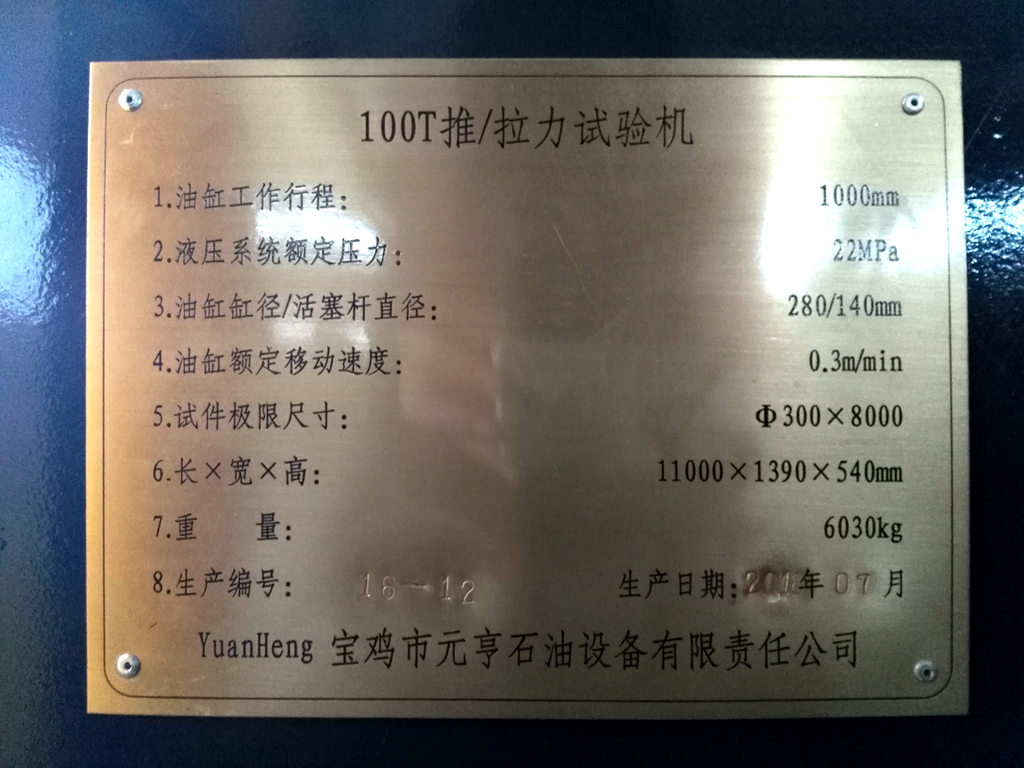 100T推/拉力试验机
1.油缸工作行程: 1000mm
2.液压系统额定压力: 22MPa
3.油缸缸径/活塞杆直径: 280/140mm
4.油缸额定移动速度: 0.3m/min
5.试件极限尺寸: Φ300×8000
6.长×宽×高: 11000×1390×540mm
7.重 量: 6030kg
8.生产编号: 16-12 生产日期: 年07月
YuanHeng 宝鸡市元亨石油设备有限责任公司